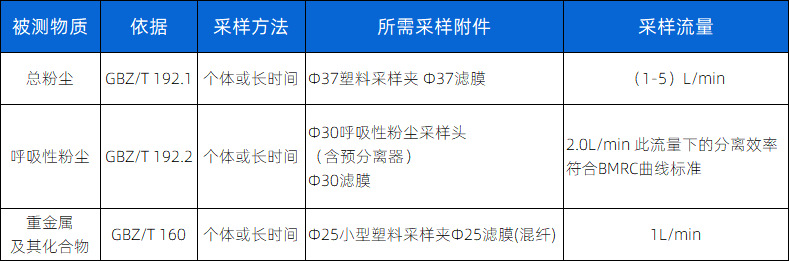 被测物质 依据 采样方法 所需采样附件 采样流量
总粉尘 GBZ/T 192.1 个体或长时间 Φ37塑料采样夹 Φ37滤膜 （1-5）L/min
呼吸性粉尘 GBZ/T 192.2 个体或长时间
Φ30呼吸性粉尘采样头
（含预分离器）
Φ30滤膜
2.0L/min 此流量下的分离效率
符合BMRC曲线标准
重金属
及其化合物
GBZ/T 160 个体或长时间 Φ25小型塑料采样夹Φ25滤膜(混纤) 1L/min